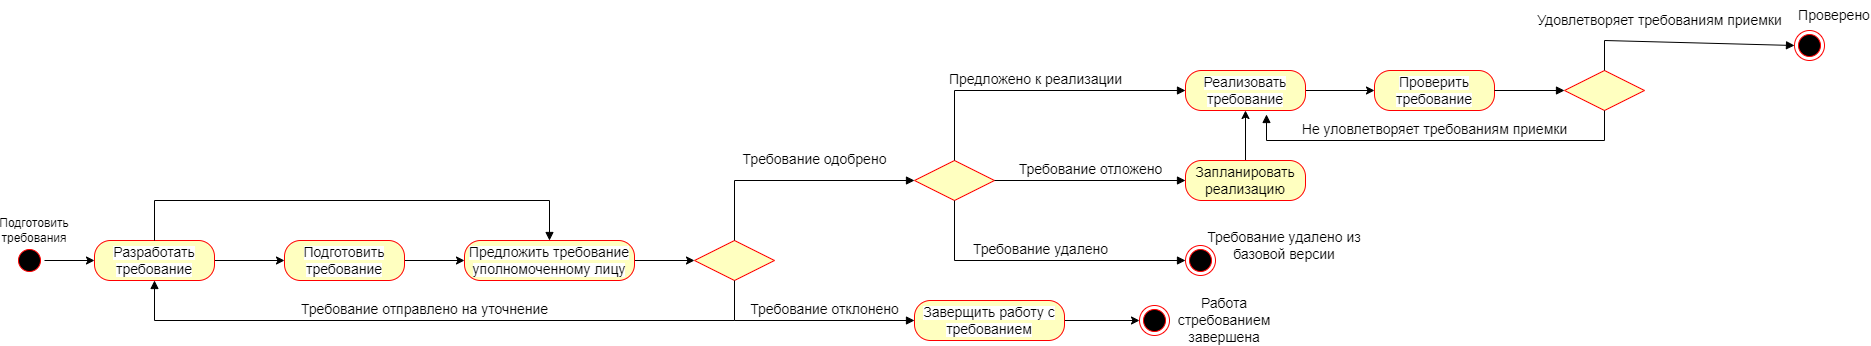 Подготовить
требования
Разработать
требование
Подготовить
требование
Предложить требование
уполномоченному лицу
Требование отправлено на уточнение
Требование одобрено
Требование отклонено
Заверщить работу с
требованием
Работа
стребованием
завершена
Предложено к реализации
Требование отложено
Требование удалено
Требование удалено из
базовой версии
Запланировать
реализацию
Реализовать
требование
Проверить
требование
Не уловлетворяет требованиям приемки
Удовлетворяет требованиям приемки
Проверено